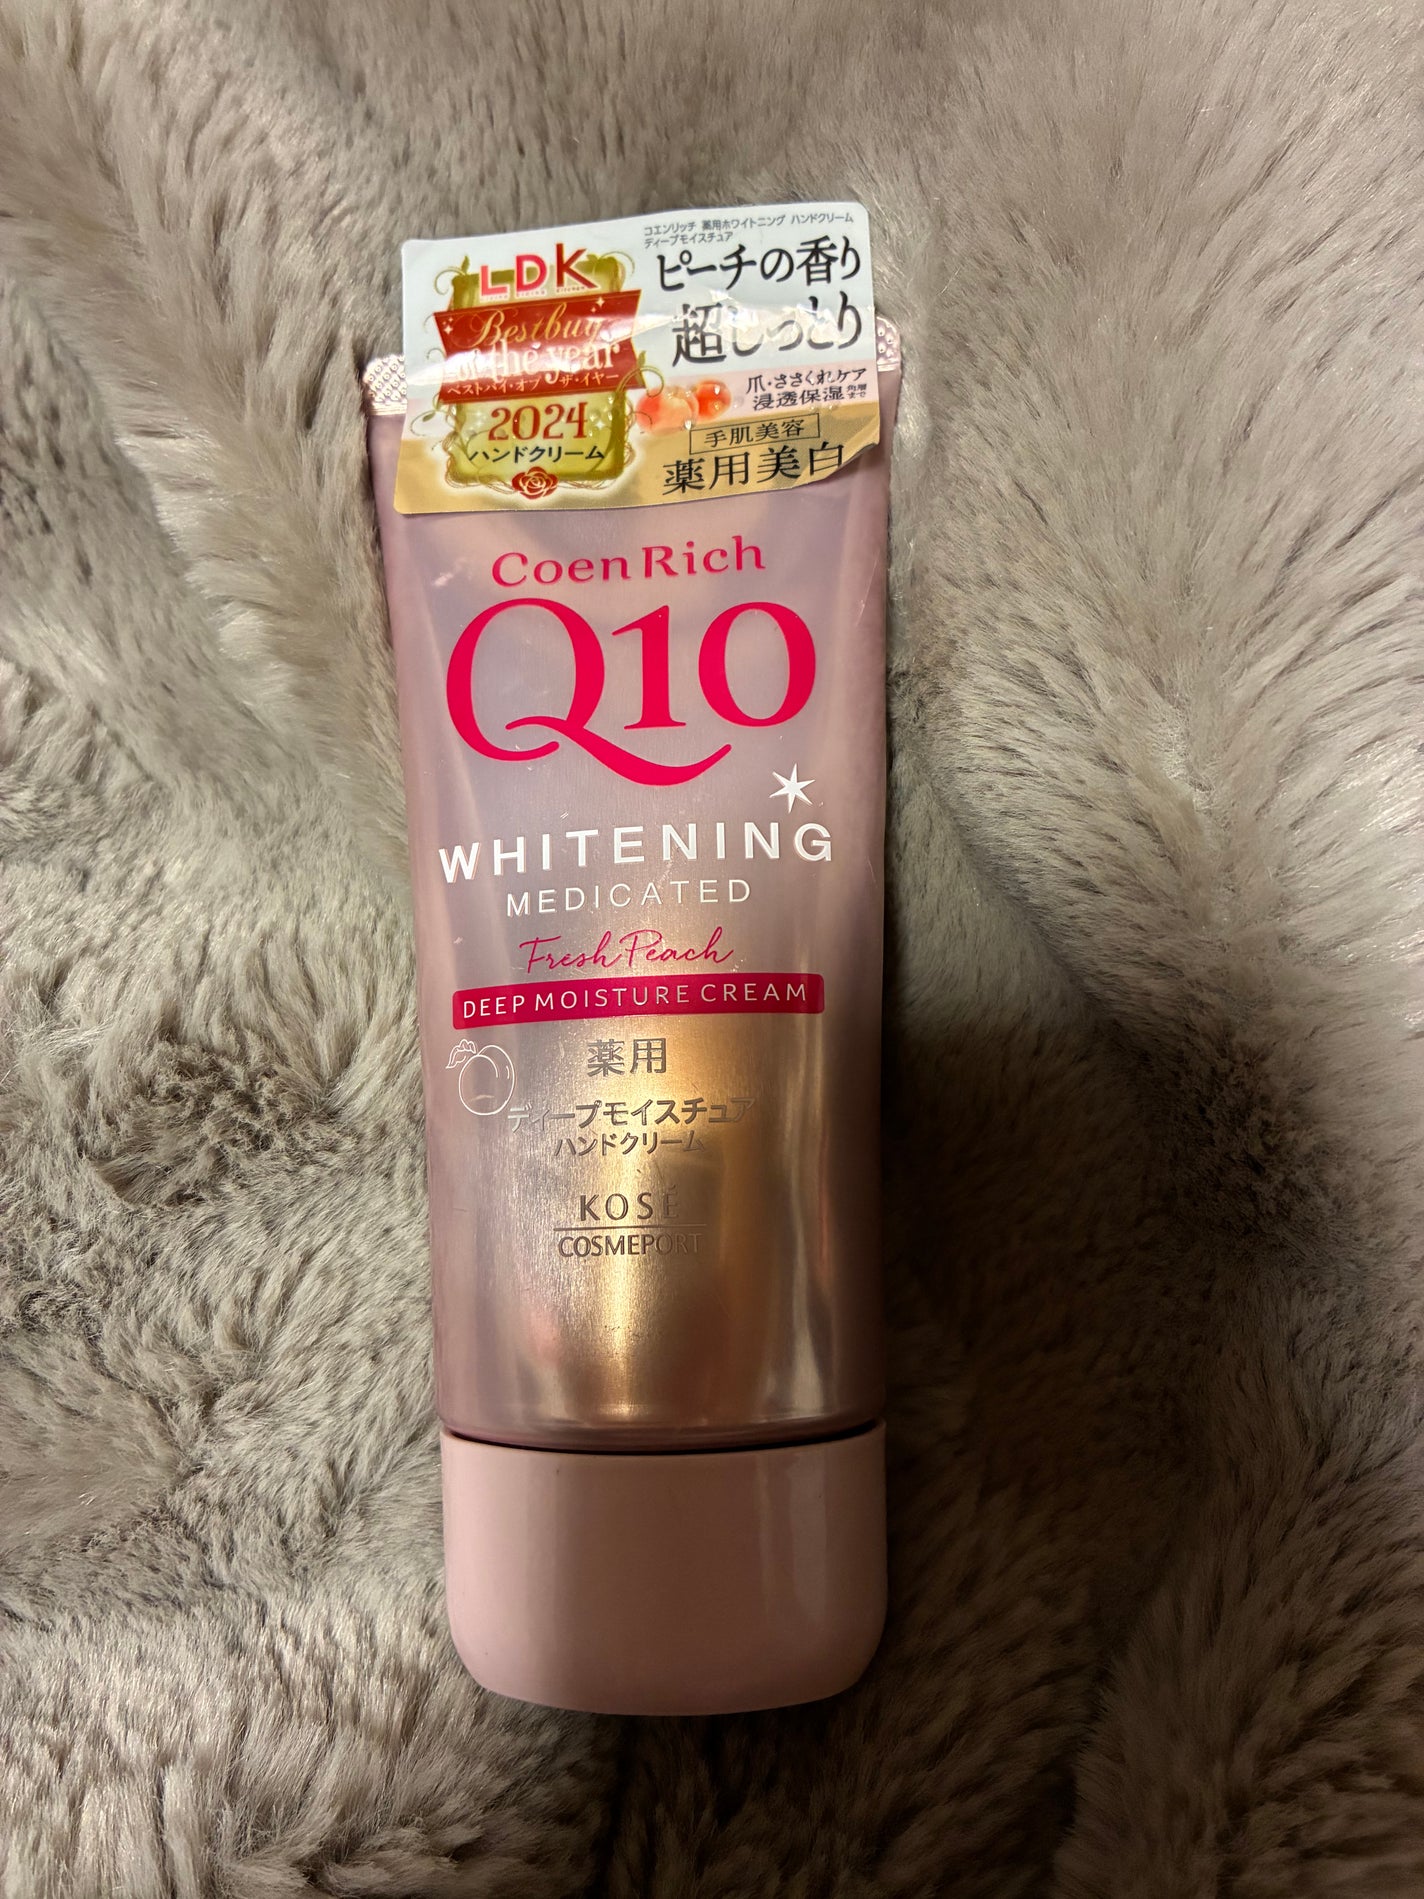 コエンリッチ 薬用ホワイトニング ハンドクリーム
ディープモイスチュア
LDK
Bestbuy
of the year
ベストバイ・オブ ザ・イヤー
2024
ハンドクリーム
ピーチの香り
超しっとり
爪・ささくれケア
浸透保湿 角層まで
手肌美容
薬用美白
Coen Rich
Q10
WHITENING
MEDICATED
Fresh Peach
DEEP MOISTURE CREAM
薬用
ディープモイスチュア
ハンドクリーム
KOSÉ
COSMEPORT